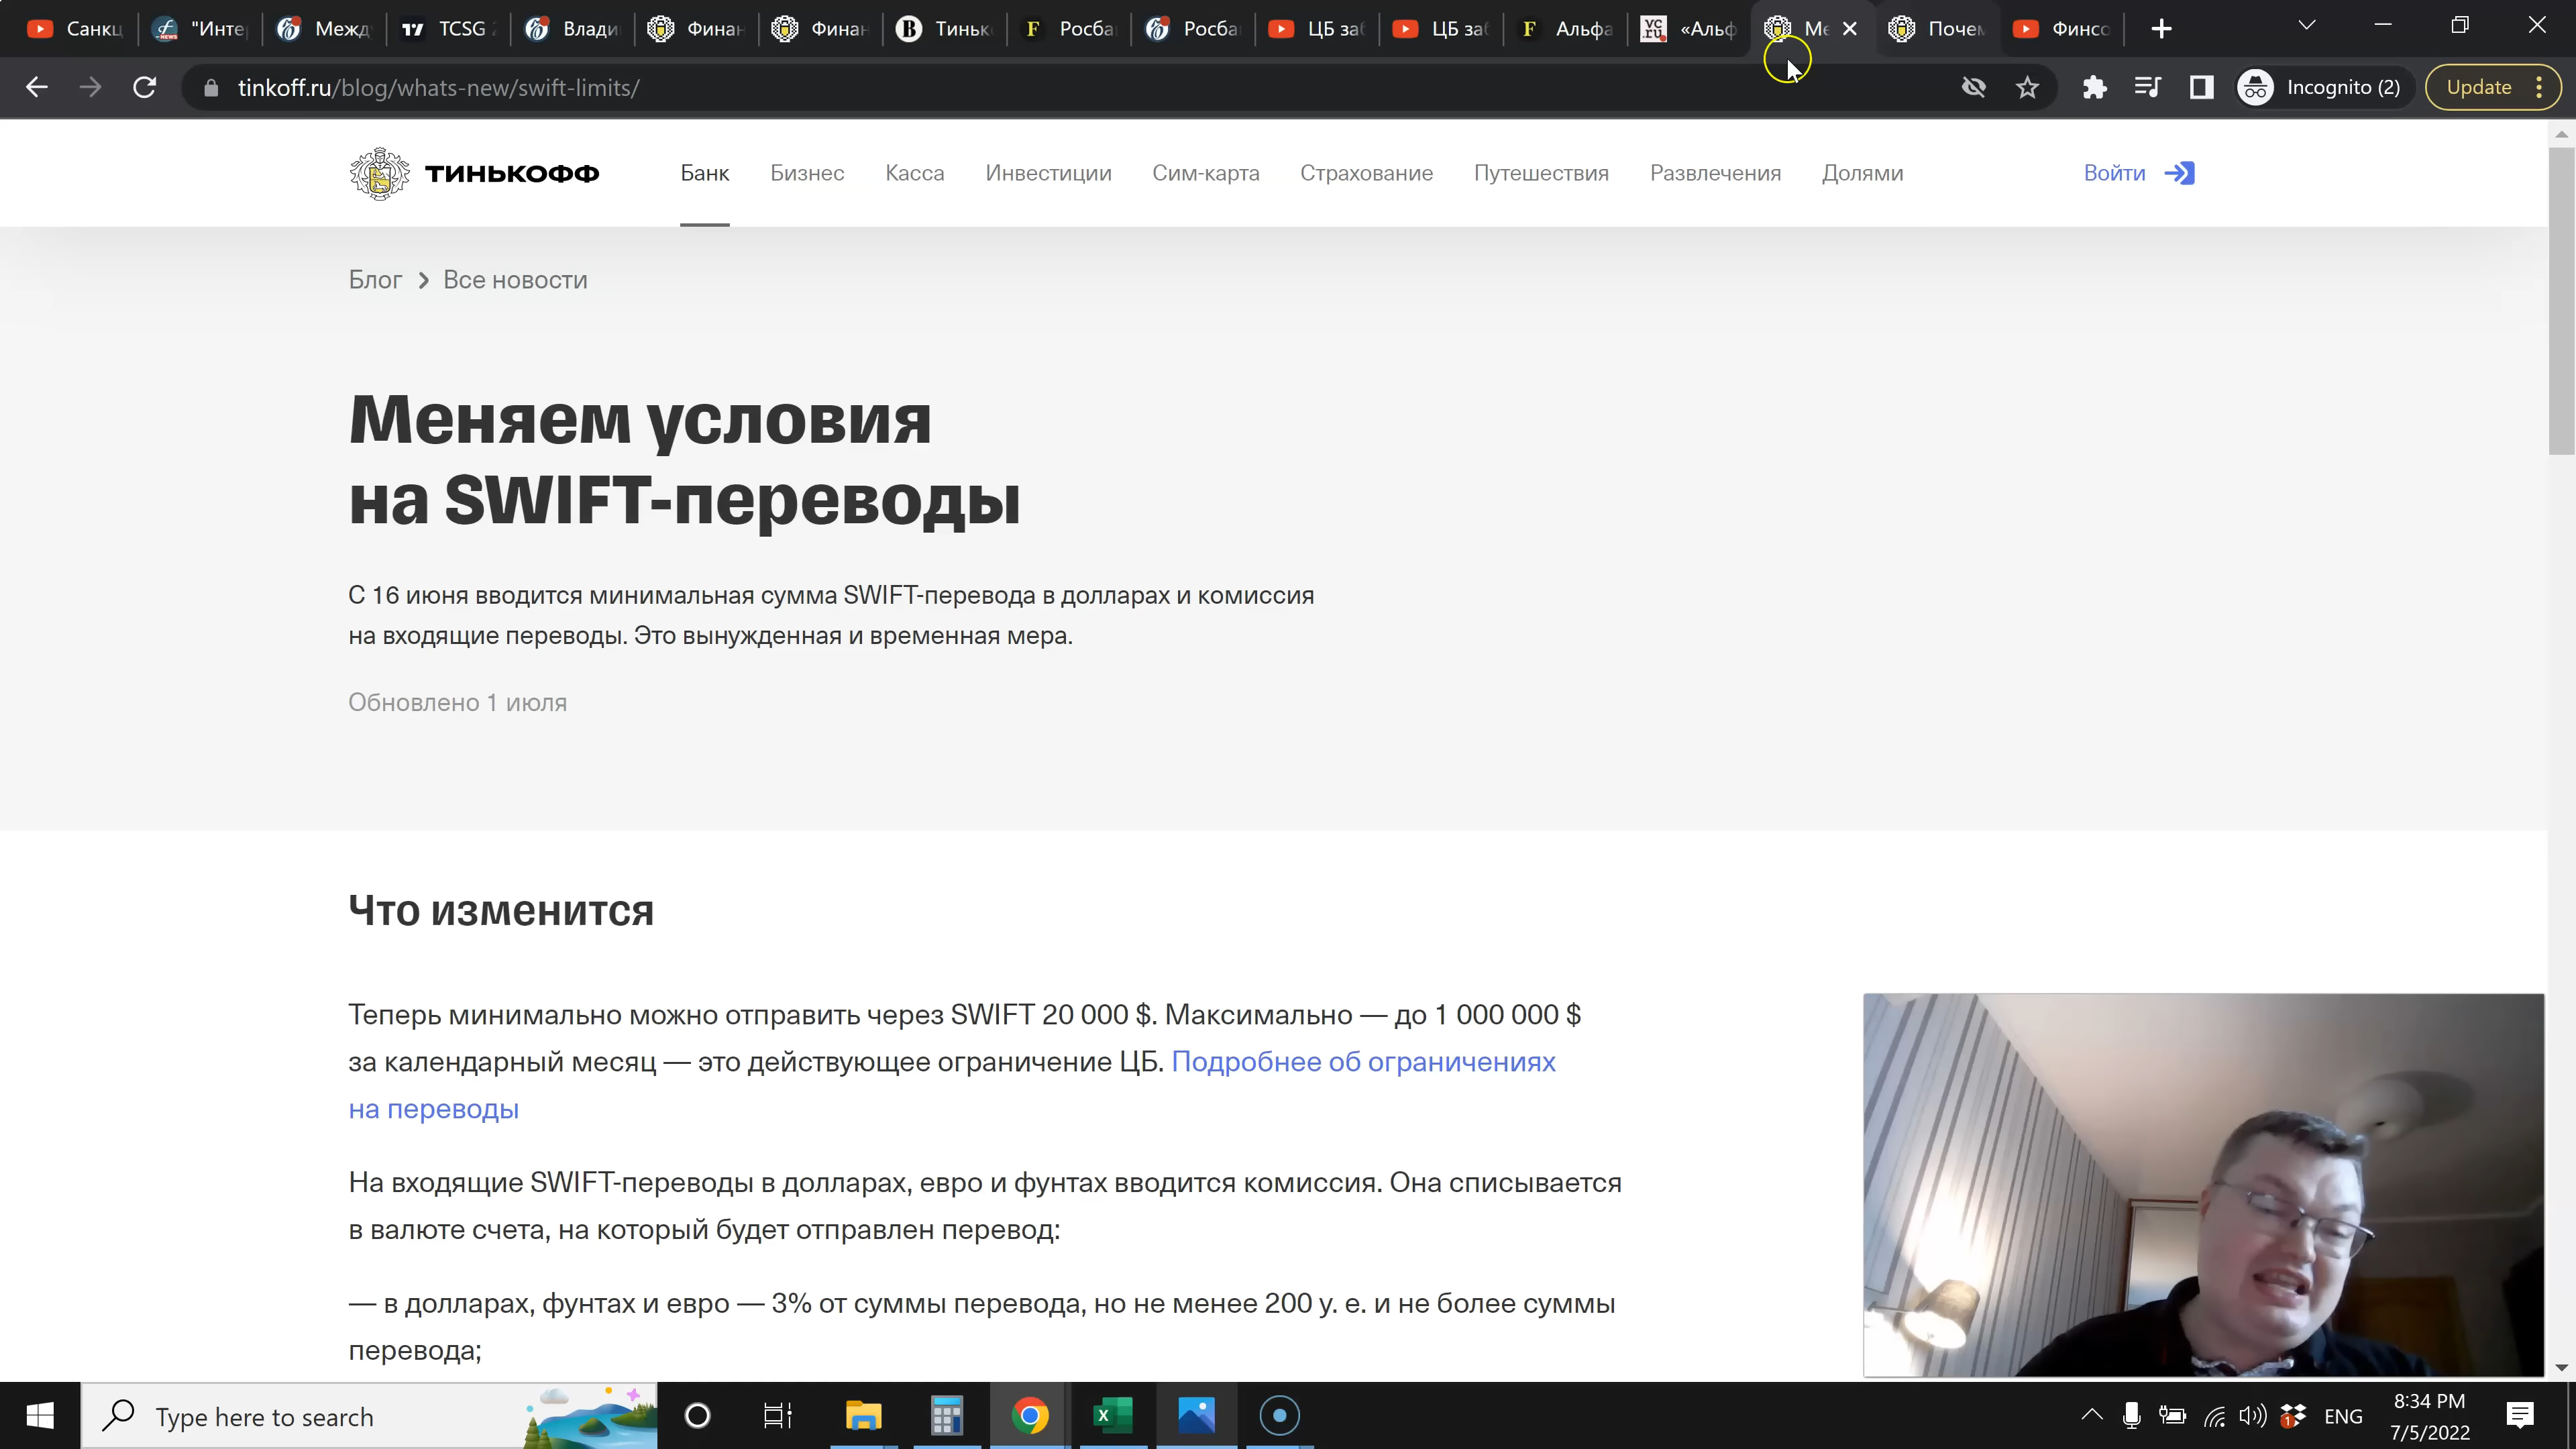 Санкц
"Инте
Межд
TCSG 2
Влади
Финан
Финан
Тиньк
Росба
Росба
ЦБ заб
ЦБ заб
Альфа
«Альф
Ме
Почем
Финсо
tinkoff.ru/blog/whats-new/swift-limits/
Incognito (2)
Update
ТИНЬКОФФ
Банк
Бизнес
Касса
Инвестиции
Сим-карта
Страхование
Путешествия
Развлечения
Долями
Войти
Блог > Все новости
Меняем условия
на SWIFT-переводы
С 16 июня вводится минимальная сумма SWIFT-перевода в долларах и комиссия
на входящие переводы. Это вынужденная и временная мера.
Обновлено 1 июля
Что изменится
Теперь минимально можно отправить через SWIFT 20 000 $. Максимально — до 1 000 000 $
за календарный месяц — это действующее ограничение ЦБ. Подробнее об ограничениях
на переводы
На входящие SWIFT-переводы в долларах, евро и фунтах вводится комиссия. Она списывается
в валюте счета, на который будет отправлен перевод:
— в долларах, фунтах и евро — 3% от суммы перевода, но не менее 200 у. е. и не более суммы
перевода;
Type here to search
ENG
8:34 PM
7/5/2022